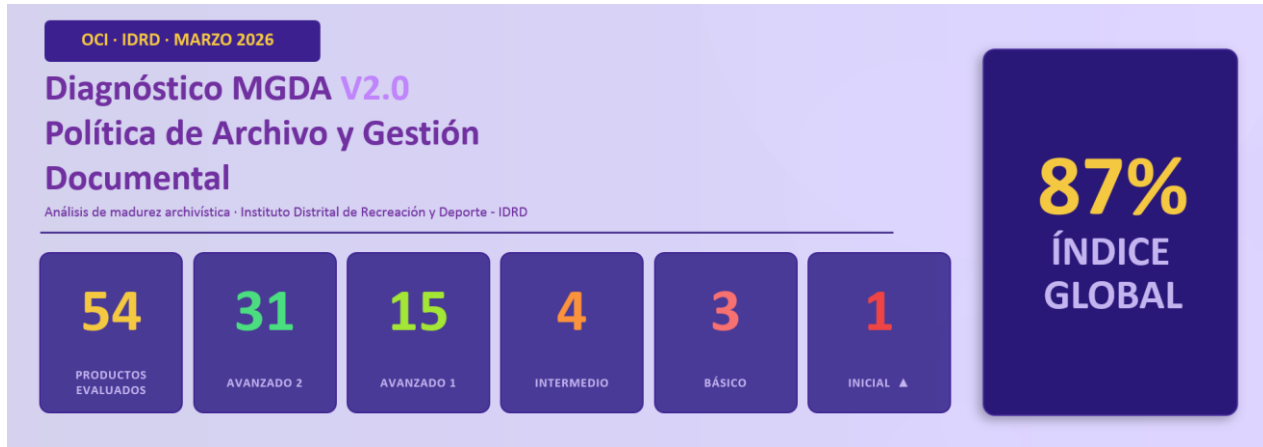 OCI · IDRD · MARZO 2026
Diagnóstico MGDA V2.0
Política de Archivo y Gestión
Documental
Análisis de madurez archivística · Instituto Distrital de Recreación y Deporte - IDRD
54
PRODUCTOS
EVALUADOS
31
AVANZADO 2
15
AVANZADO 1
4
INTERMEDIO
3
BÁSICO
1
INICIAL ▲
87%
ÍNDICE
GLOBAL